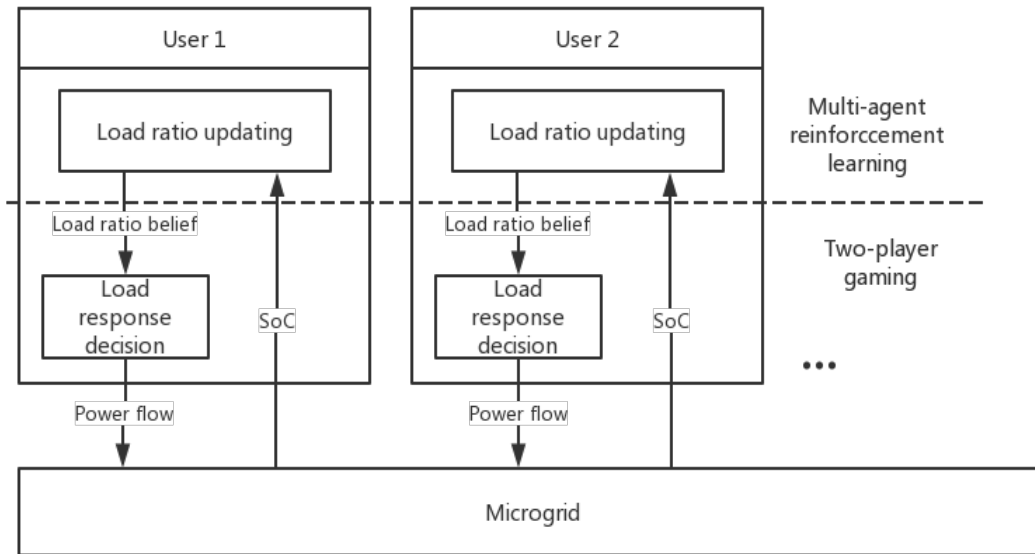 User 1
User 2
Load ratio updating
Load ratio updating
Multi-agent
reinforccement
learning
Load ratio belief
Load ratio belief
Two-player
gaming
Load
response
decision
SoC
Load
response
decision
SoC
...
Power flow
Power flow
Microgrid